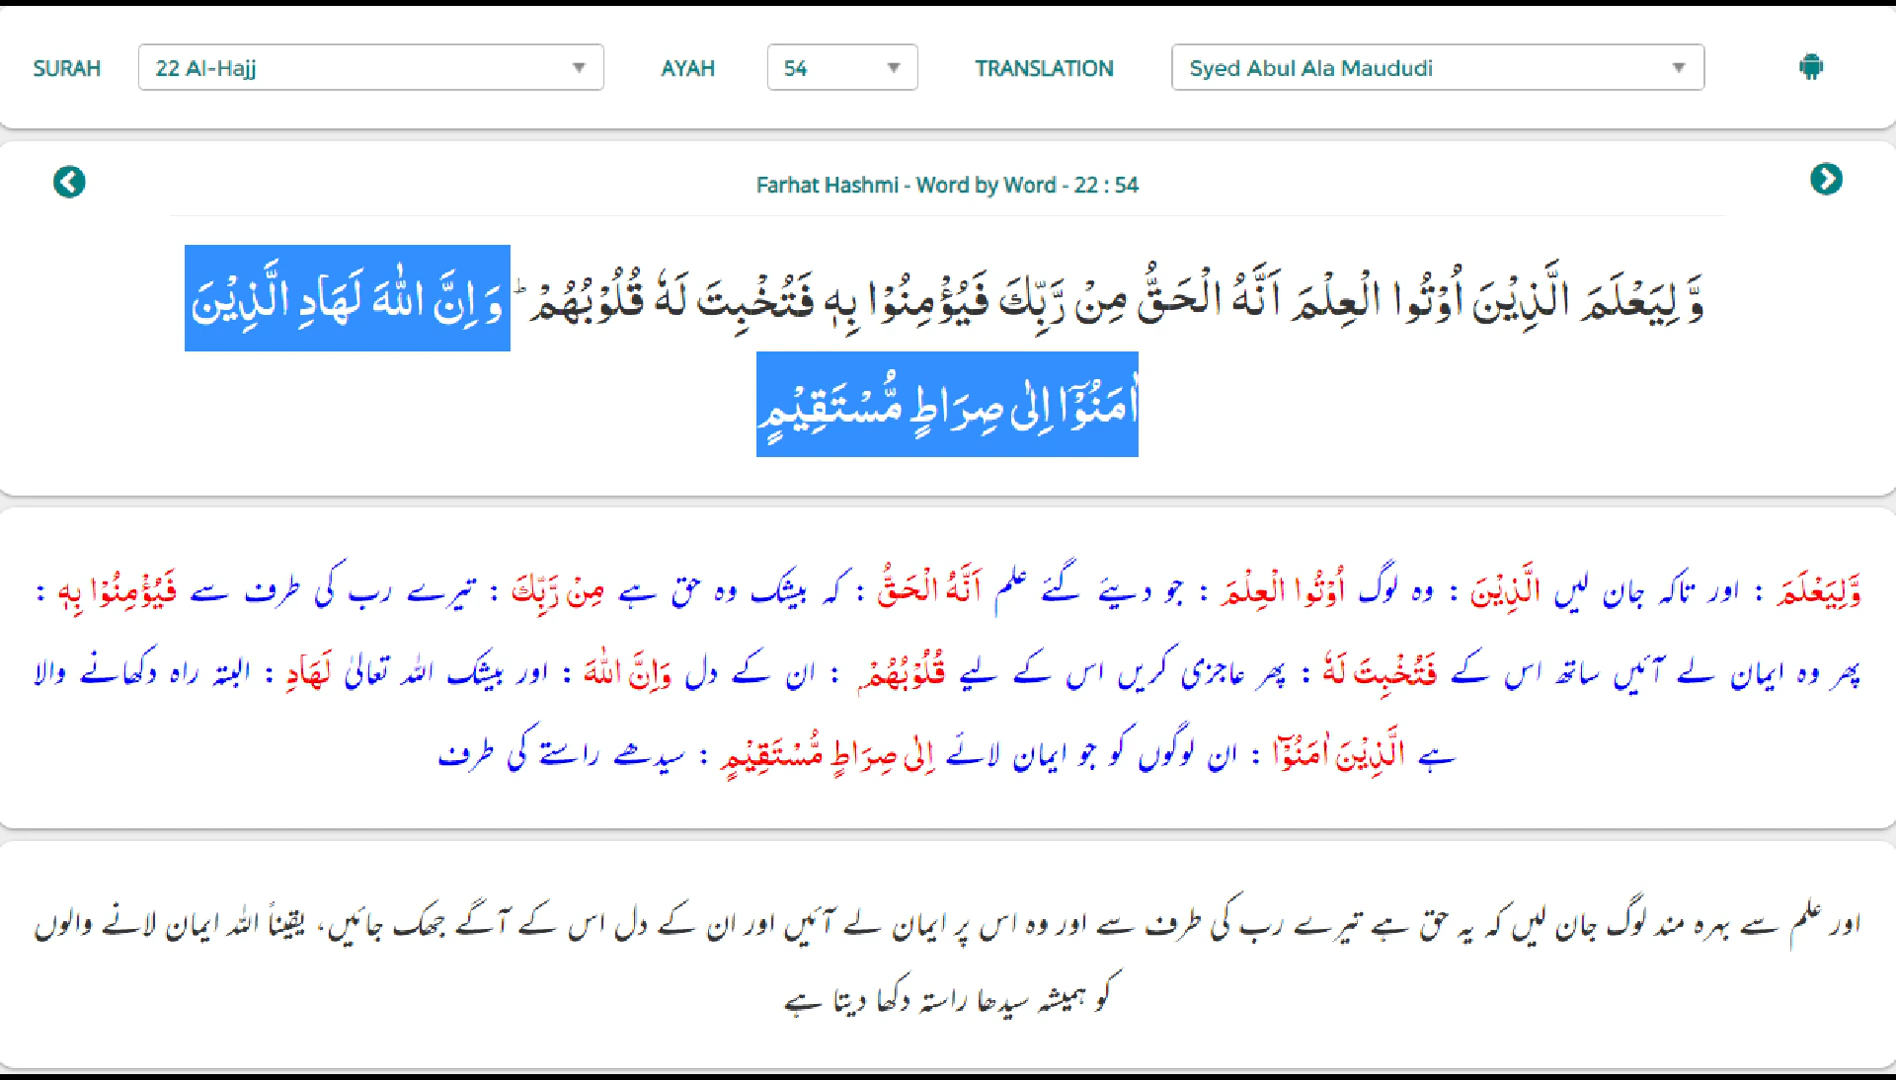 SURAH 22 Al-Hajj AYAH 54 TRANSLATION Syed Abul Ala Maududi
Farhat Hashmi - Word by Word - 22 : 54
وَّ لِيَعْلَمَ الَّذِيْنَ اُوْتُوا الْعِلْمَ اَنَّهُ الْحَقُّ مِنْ رَّبِّكَ فَيُؤْمِنُوْا بِهٖ فَتُخْبِتَ لَهٗ قُلُوْبُهُمْ ؕ وَ اِنَّ اللّٰهَ لَهَادِ الَّذِيْنَ
اٰمَنُوْۤا اِلٰى صِرَاطٍ مُّسْتَقِيْمٍ
وَّلِيَعْلَمَ : اور تاکہ جان لیں الَّذِيْنَ : وہ لوگ اُوْتُوا الْعِلْمَ : جو دیئے گئے علم اَنَّهُ الْحَقُّ : کہ بیشک وہ حق ہے مِنْ رَّبِّكَ : تیرے رب کی طرف سے فَيُؤْمِنُوْا بِهٖ :
پھر وہ ایمان لے آئیں ساتھ اس کے فَتُخْبِتَ لَهٗ : پھر عاجزی کریں اس کے لیے قُلُوْبُهُمْ : ان کے دل وَاِنَّ اللّٰهَ : اور بیشک اللہ تعالیٰ لَهَادِ : البتہ راہ دکھانے والا
ہے الَّذِيْنَ اٰمَنُوْۤا : ان لوگوں کو جو ایمان لائے اِلٰى صِرَاطٍ مُّسْتَقِيْمٍ : سیدھے راستے کی طرف
اور علم سے بہرہ مند لوگ جان لیں کہ یہ حق ہے تیرے رب کی طرف سے اور وہ اس پر ایمان لے آئیں اور ان کے دل اس کے آگے جھک جائیں، یقیناً اللہ ایمان لانے والوں
کو ہمیشہ سیدھا راستہ دکھا دیتا ہے